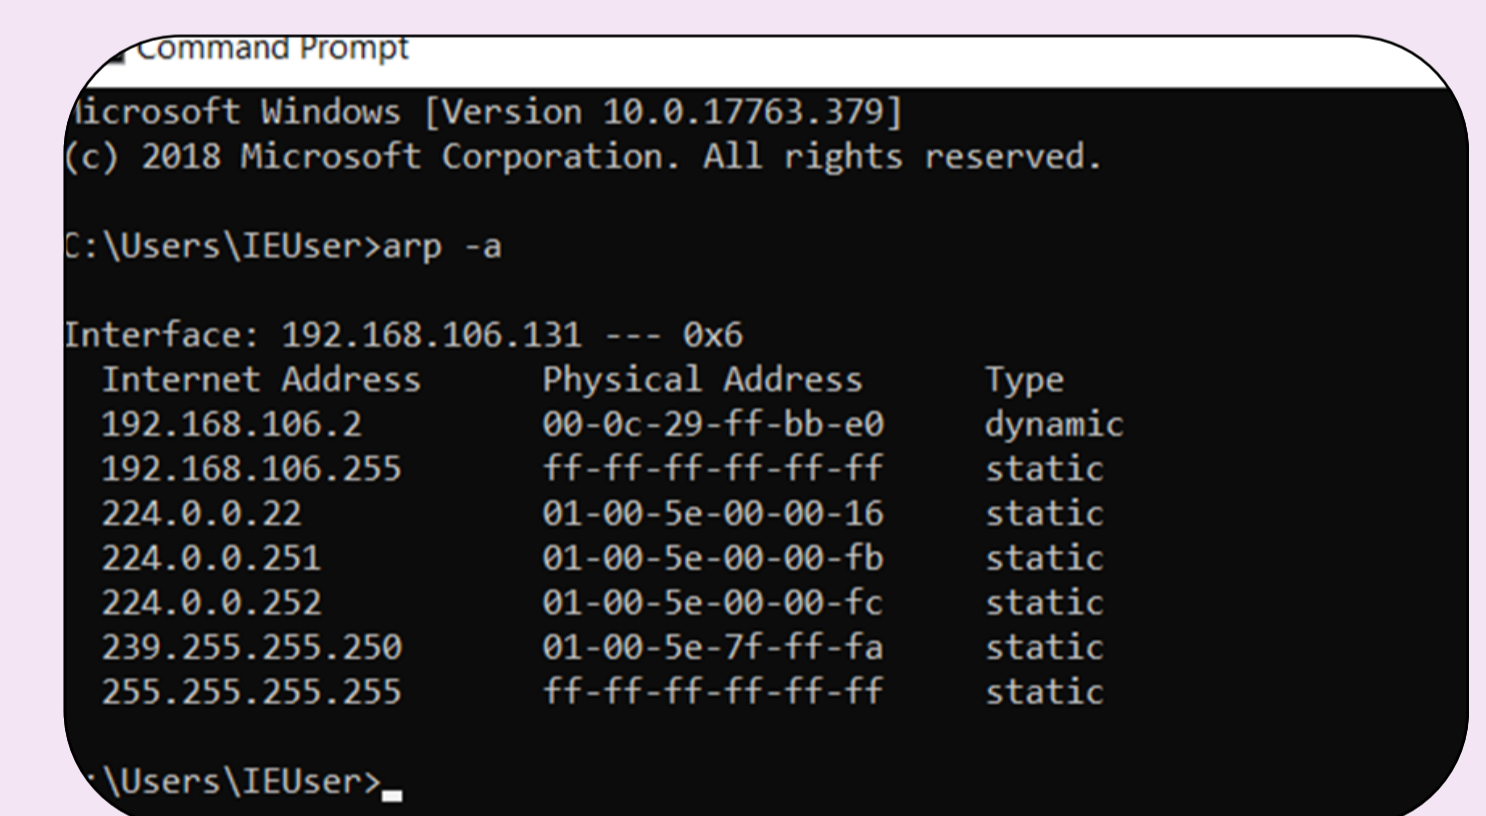 Command Prompt
Microsoft Windows [Version 10.0.17763.379]
(c) 2018 Microsoft Corporation. All rights reserved.
C:\Users\IEUser>arp -a
Interface: 192.168.106.131 --- 0x6
Internet Address Physical Address Type
192.168.106.2 00-0c-29-ff-bb-e0 dynamic
192.168.106.255 ff-ff-ff-ff-ff-ff static
224.0.0.22 01-00-5e-00-00-16 static
224.0.0.251 01-00-5e-00-00-fb static
224.0.0.252 01-00-5e-00-00-fc static
239.255.255.250 01-00-5e-7f-ff-fa static
255.255.255.255 ff-ff-ff-ff-ff-ff static
:\Users\IEUser>